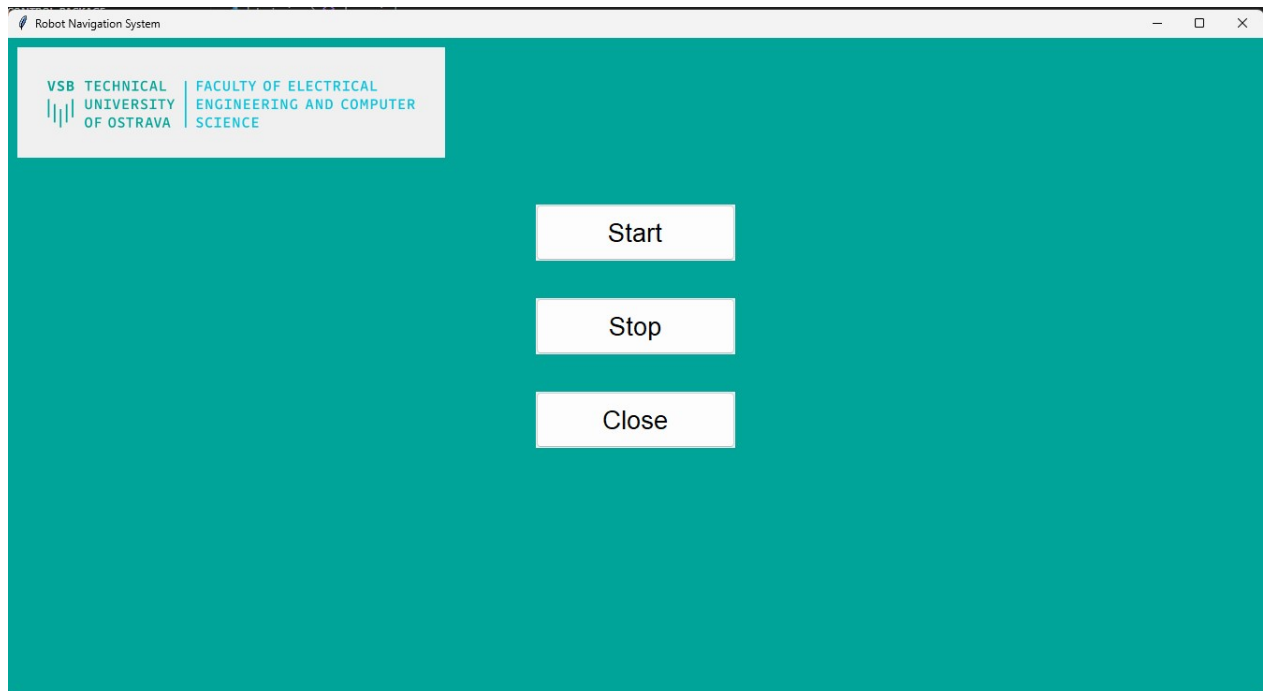 Robot Navigation System
VSB TECHNICAL
UNIVERSITY
OF OSTRAVA
FACULTY OF ELECTRICAL
ENGINEERING AND COMPUTER
SCIENCE
Start
Stop
Close